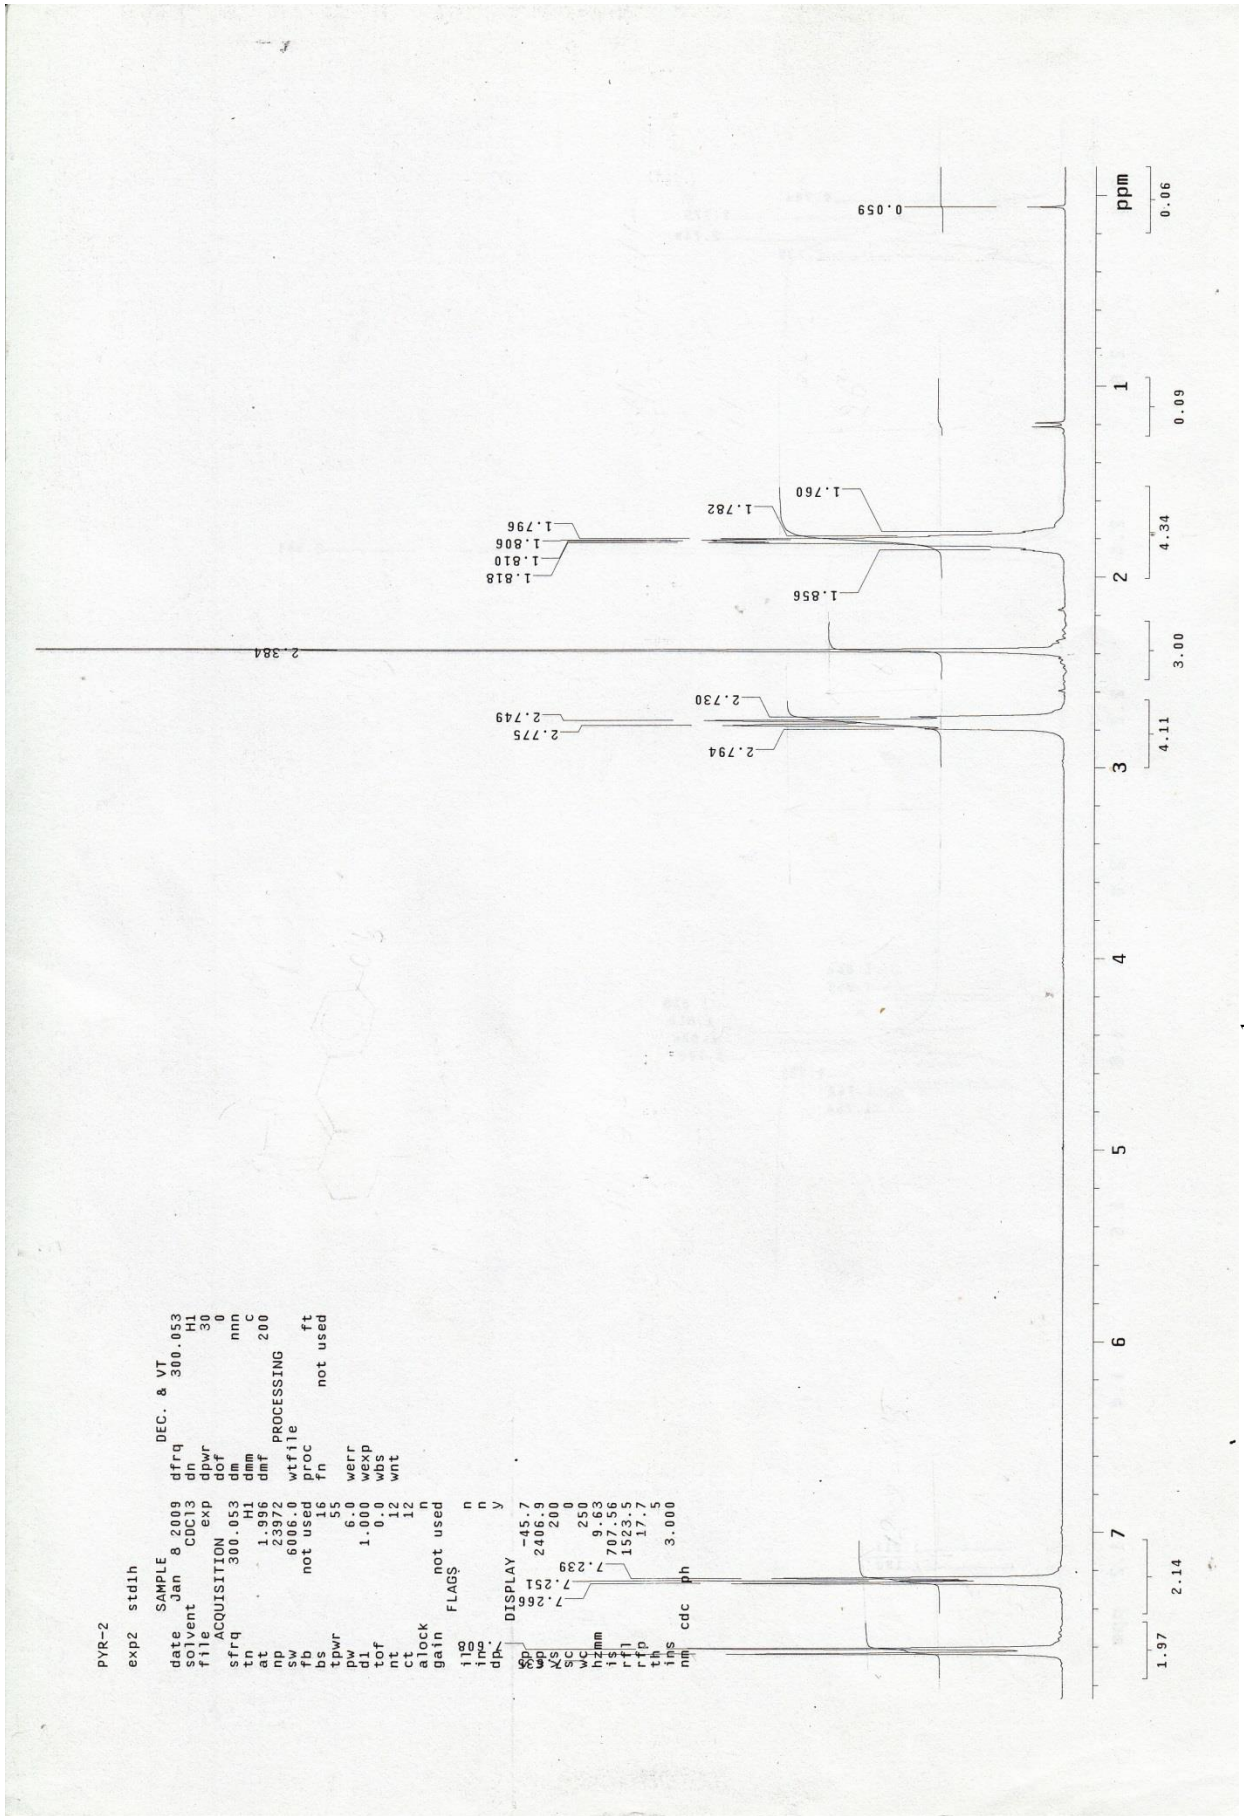 PYR-2
exp2 std1h
SAMPLE DEC. & VT
date Jan 8 2009 dfrq 300.053
solvent CDCl3 dn H1
file exp dpwr 30
ACQUISITION dof 0
sfrq 300.053 dm nnn
tn H1 dmm c
at 1.996 dmf 200
np 23972 PROCESSING
sw 6006.0 wtfile
fb not used proc ft
bs 16 fn not used
tpwr 55
pw 6.0 werr
d1 1.000 wexp
tof 0.0 wbs
nt 12 wnt
ct 12
alock n
gain not used
FLAGS
il n
in n
dp y
DISPLAY
sp -45.7
wp 2406.9
vs 200
sc 0
wc 250
hzmm 9.63
is 707.56
rfl 1523.5
rfp 17.7
th 5
ins 3.000
nm cdc ph
7.608
7.266
7.251
7.239
2.794
2.775
2.749
2.730
2.384
1.856
1.818
1.810
1.806
1.796
1.782
1.760
0.059
7 6 5 4 3 2 1 ppm
1.97 2.14 4.11 3.00 4.34 0.09 0.06